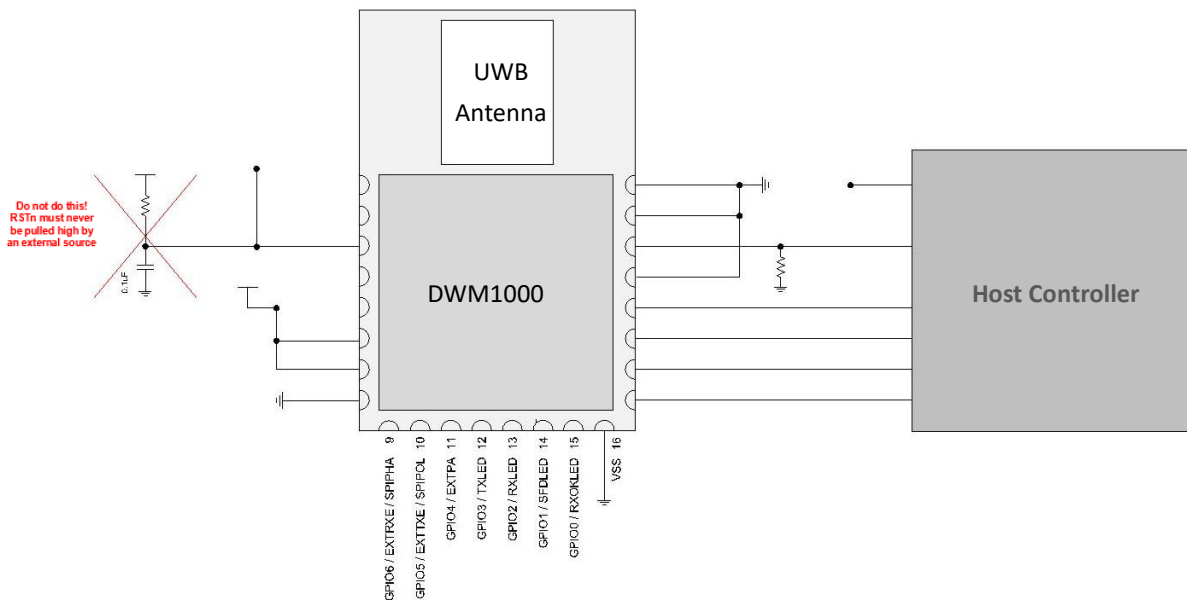 UWB
Antenna
Do not do this!
RSTn must never
be pulled high by
an external source
0.1uF
DWM1000
Host Controller
GPIO6 / EXTRXE / SPIPHA 9
GPIO5 / EXTTXE / SPIPOL 10
GPIO4 / EXTPA 11
GPIO3 / TXLED 12
GPIO2 / RXLED 13
GPIO1 / SFDLED 14
GPIO0 / RXOKLED 15
VSS 16